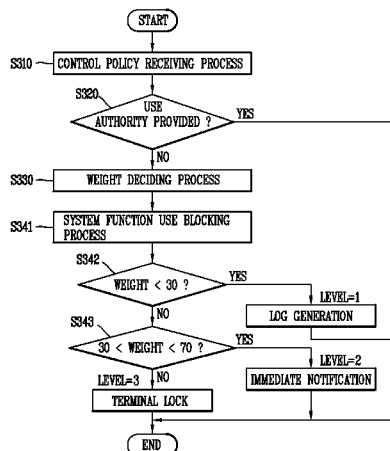 START
S310
CONTROL POLICY RECEIVING PROCESS
S320
USE
AUTHORITY PROVIDED ?
YES
NO
S330
WEIGHT DECIDING PROCESS
S341
SYSTEM FUNCTION USE BLOCKING
PROCESS
S342
WEIGHT < 30 ?
YES
NO
LEVEL=1
LOG GENERATION
S343
30 < WEIGHT < 70 ?
YES
NO
LEVEL=2
IMMEDIATE NOTIFICATION
LEVEL=3
TERMINAL LOCK
END